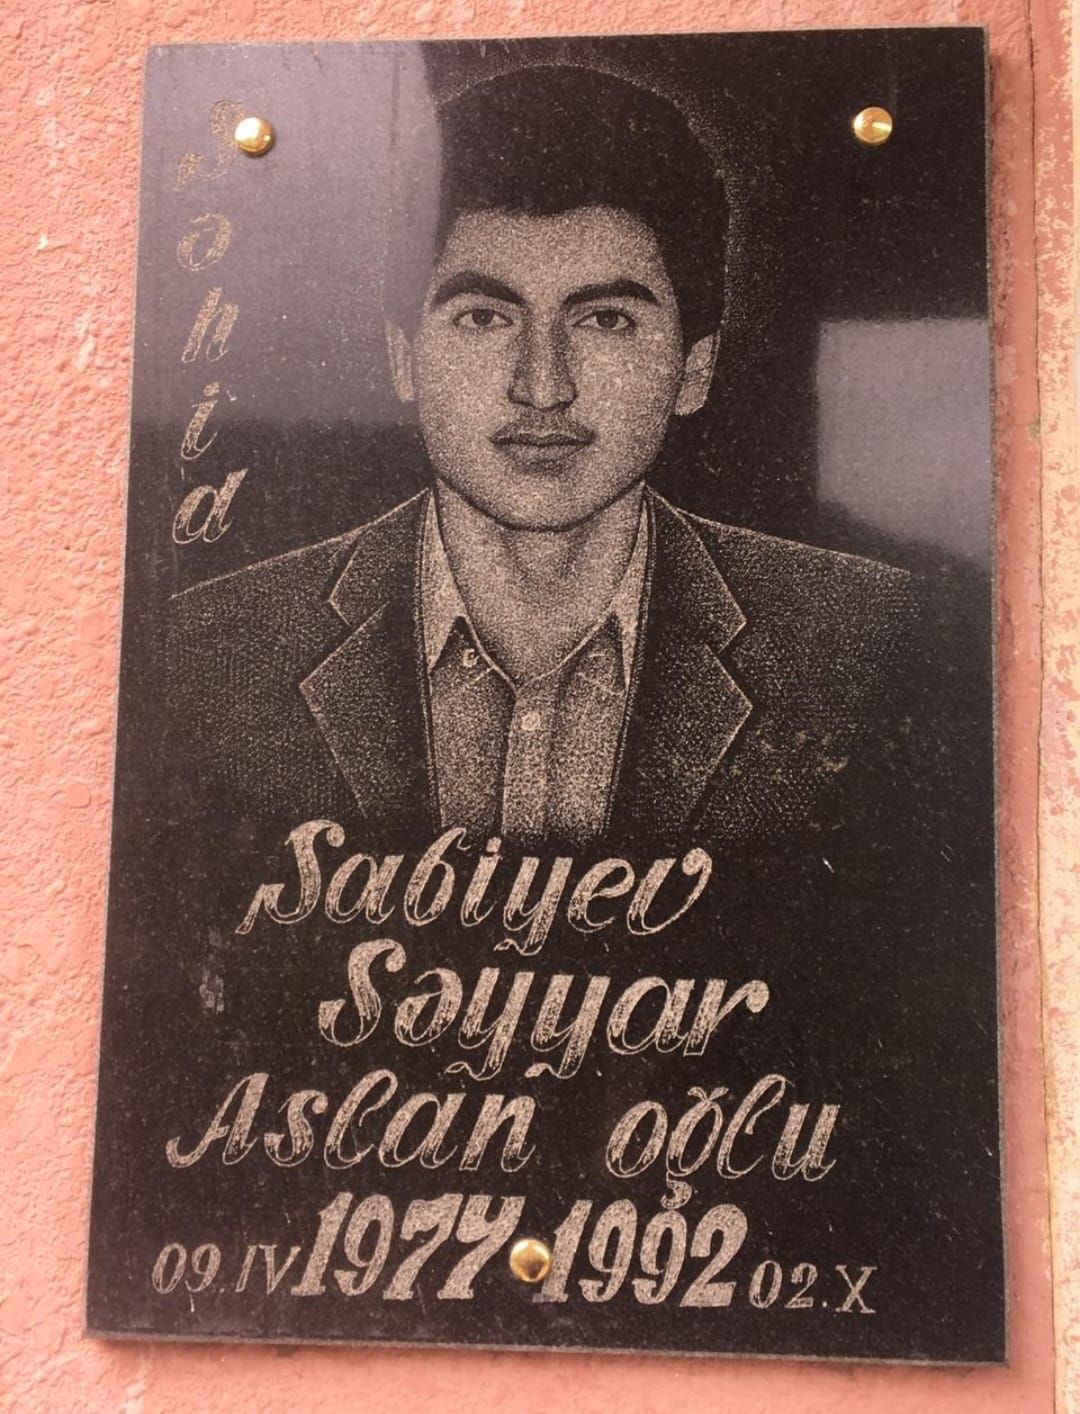 Şəhid
Sabiyev
Səyyar
Aslan oğlu
09.IV 1977 1992 02.X